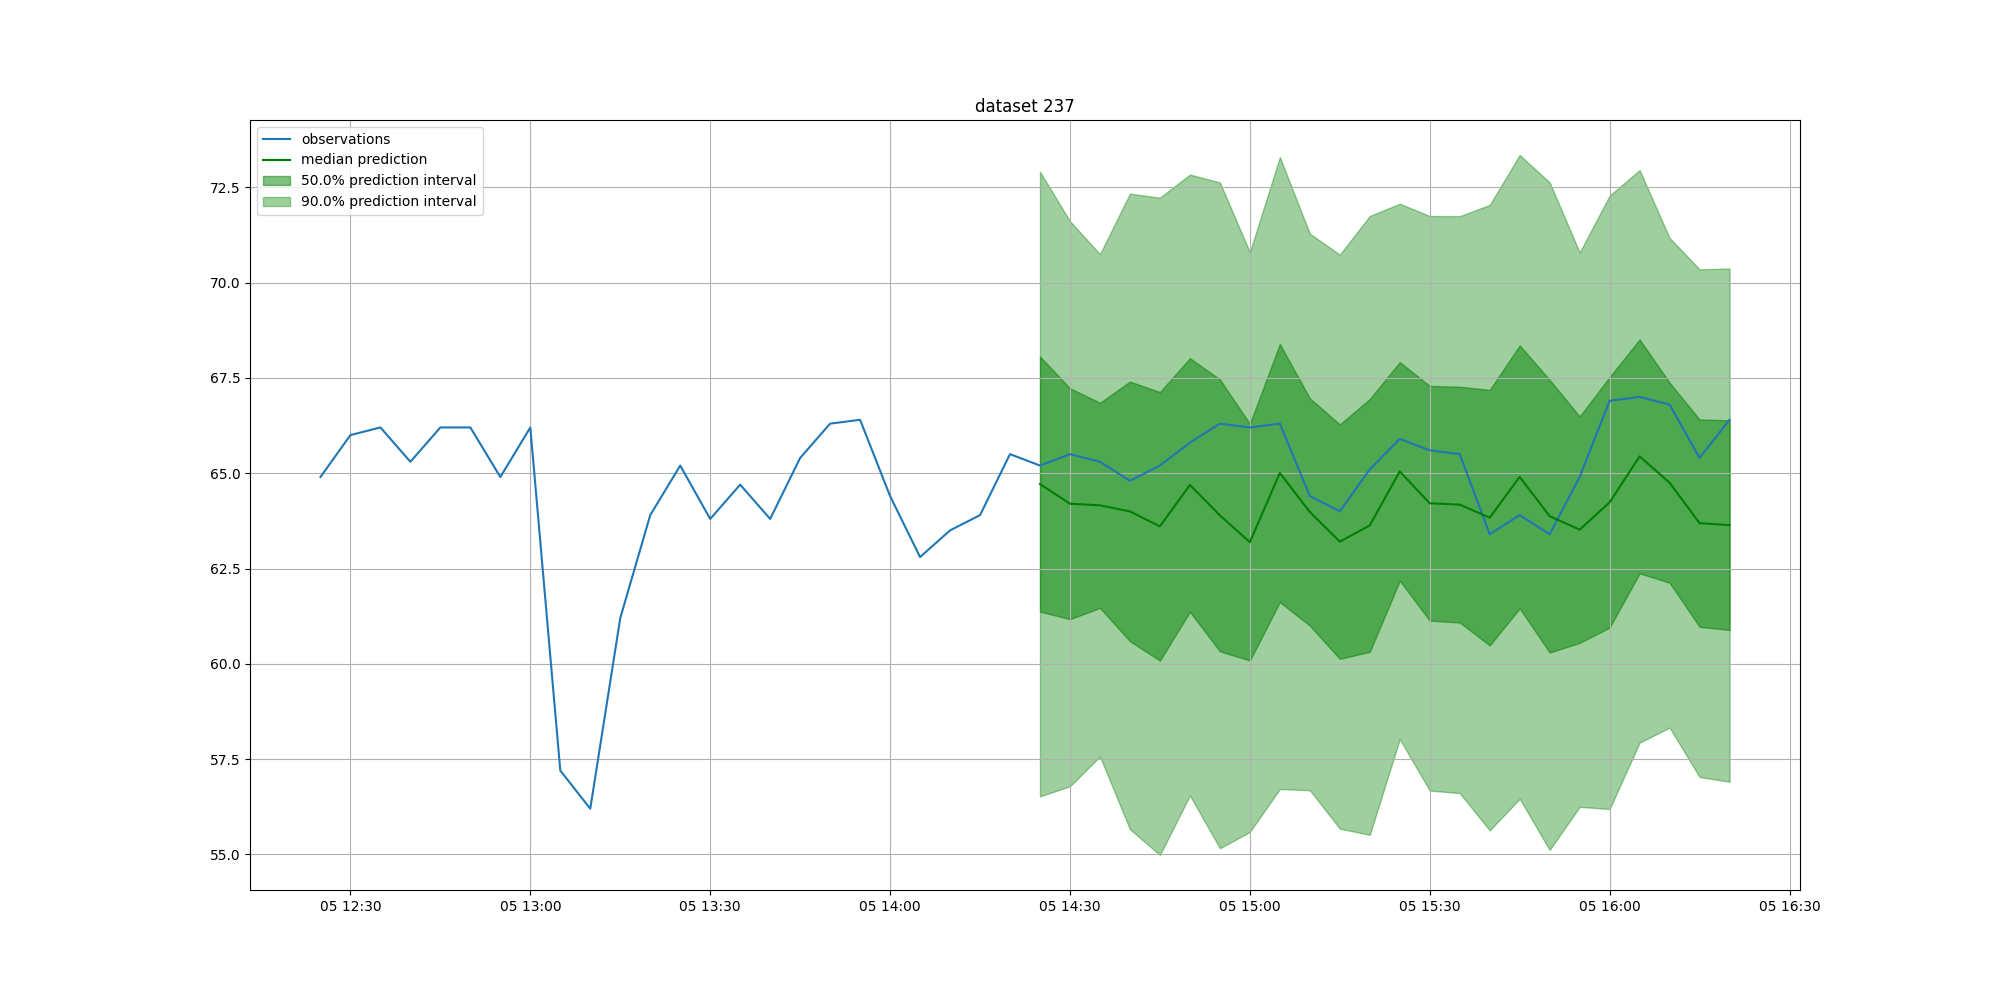 dataset 237
observations
median prediction
50.0% prediction interval
90.0% prediction interval
72.5
70.0
67.5
65.0
62.5
60.0
57.5
55.0
05 12:30 05 13:00 05 13:30 05 14:00 05 14:30 05 15:00 05 15:30 05 16:00 05 16:30